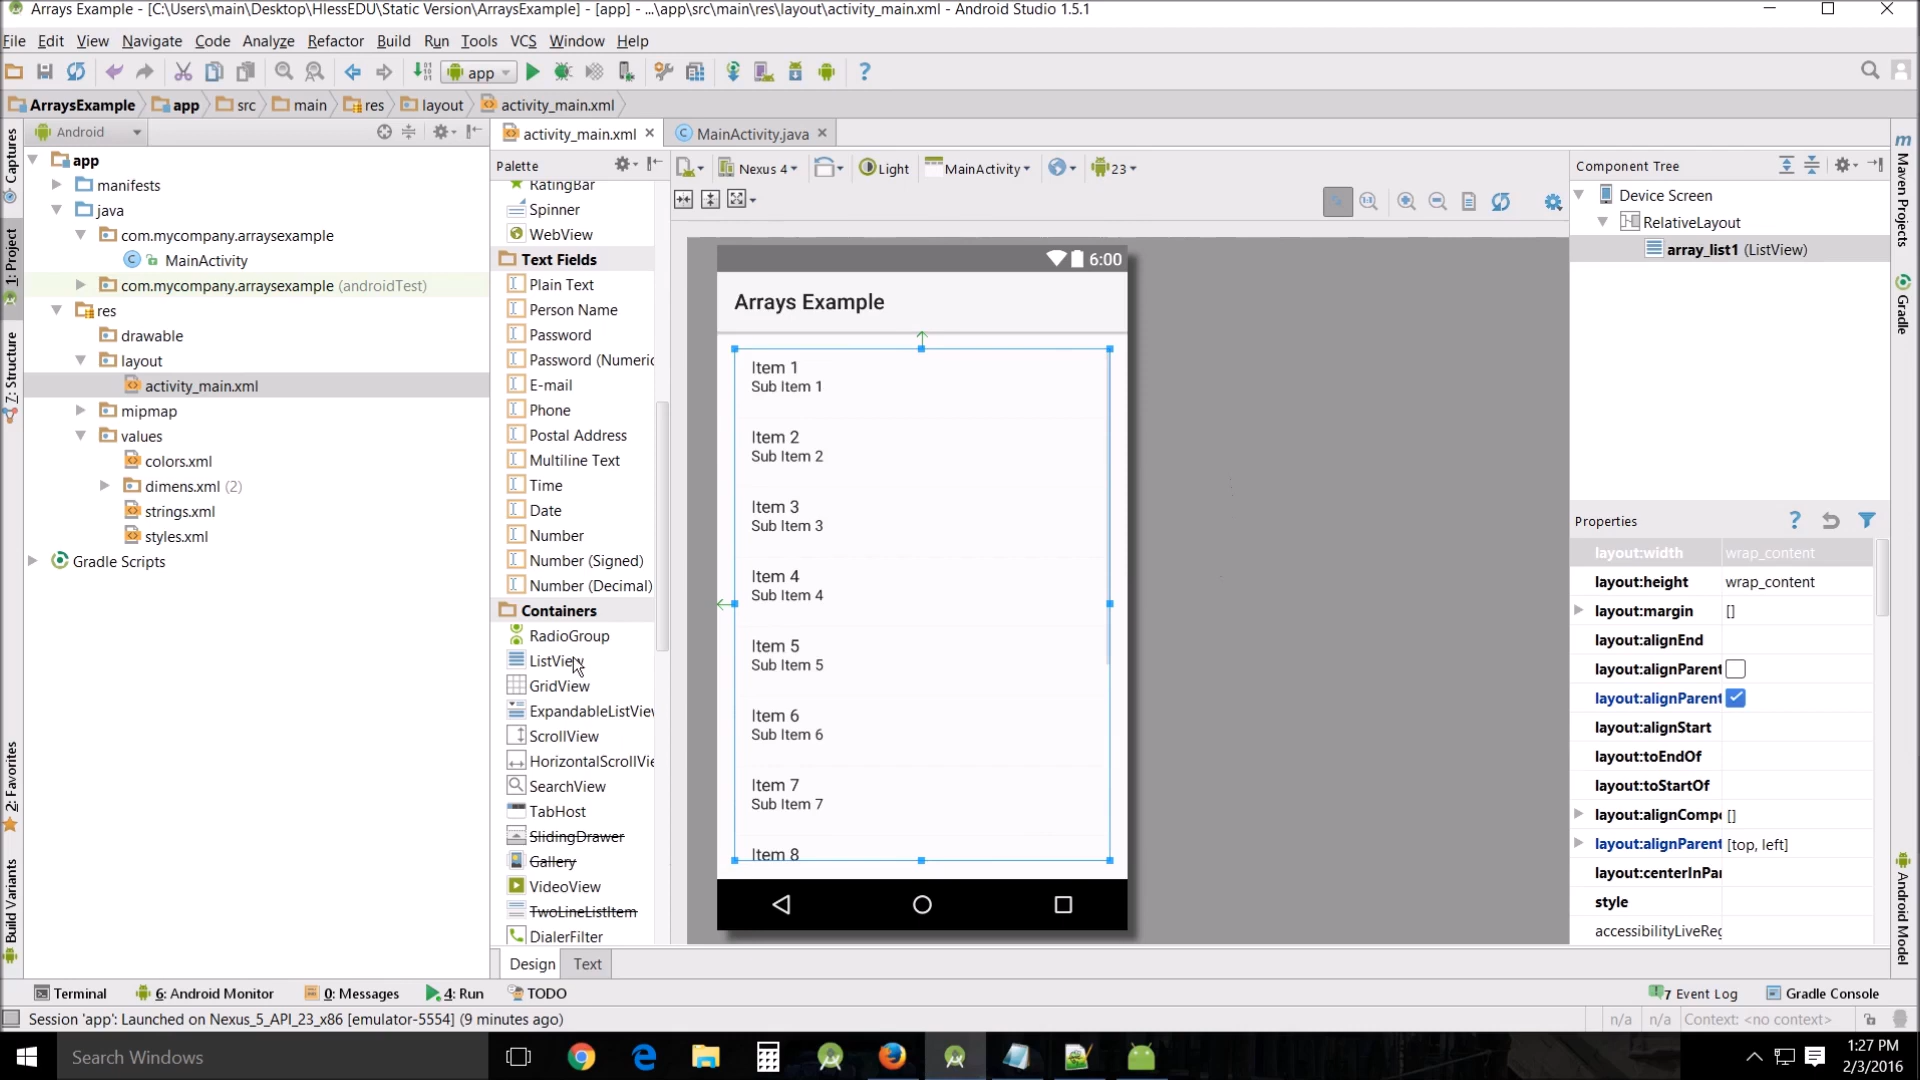 Arrays Example - [C:\Users\main\Desktop\HlessEDU\Static Version\ArraysExample] - [app] - ...\app\src\main\res\layout\activity_main.xml - Android Studio 1.5.1
File Edit View Navigate Code Analyze Refactor Build Run Tools VCS Window Help
app
ArraysExample app src main res layout activity_main.xml
Captures
1: Project
Z: Structure
2: Favorites
Build Variants
Android
app
manifests
java
com.mycompany.arraysexample
MainActivity
com.mycompany.arraysexample (androidTest)
res
drawable
layout
activity_main.xml
mipmap
values
colors.xml
dimens.xml (2)
strings.xml
styles.xml
Gradle Scripts
activity_main.xml
MainActivity.java
Palette
RatingBar
Spinner
WebView
Text Fields
Plain Text
Person Name
Password
Password (Numeric
E-mail
Phone
Postal Address
Multiline Text
Time
Date
Number
Number (Signed)
Number (Decimal)
Containers
RadioGroup
ListView
GridView
ExpandableListView
ScrollView
HorizontalScrollVie
SearchView
TabHost
SlidingDrawer
Gallery
VideoView
TwoLineListItem
DialerFilter
Nexus 4 Light MainActivity 23
6:00
Arrays Example
Item 1
Sub Item 1
Item 2
Sub Item 2
Item 3
Sub Item 3
Item 4
Sub Item 4
Item 5
Sub Item 5
Item 6
Sub Item 6
Item 7
Sub Item 7
Item 8
Design Text
Component Tree
Device Screen
RelativeLayout
array_list1 (ListView)
Properties
layout:width wrap_content
layout:height wrap_content
layout:margin []
layout:alignEnd
layout:alignParent
layout:alignParent
layout:alignStart
layout:toEndOf
layout:toStartOf
layout:alignCompo []
layout:alignParent [top, left]
layout:centerInPar
style
accessibilityLiveReg
m
Maven Projects
Gradle
Android Model
Terminal 6: Android Monitor 0: Messages 4: Run TODO
7 Event Log Gradle Console
Session 'app': Launched on Nexus_5_API_23_x86 [emulator-5554] (9 minutes ago)
n/a n/a Context: <no context>
Search Windows
1:27 PM
2/3/2016